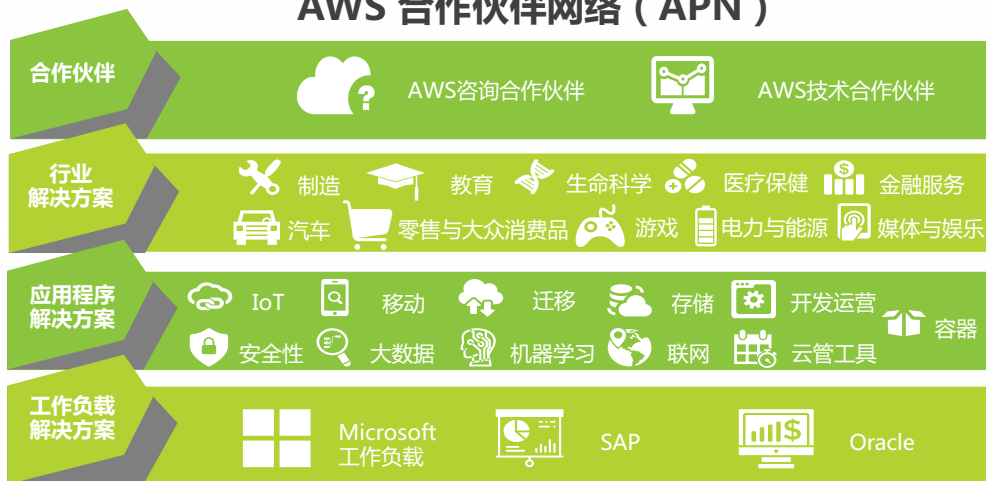 AWS 合作伙伴网络（APN）
合作伙伴
AWS咨询合作伙伴
AWS技术合作伙伴
行业
解决方案
制造
教育
生命科学
医疗保健
金融服务
汽车
零售与大众消费品
游戏
电力与能源
媒体与娱乐
应用程序
解决方案
IoT
移动
迁移
存储
开发运营
容器
安全性
大数据
机器学习
联网
云管工具
工作负载
解决方案
Microsoft
工作负载
SAP
Oracle